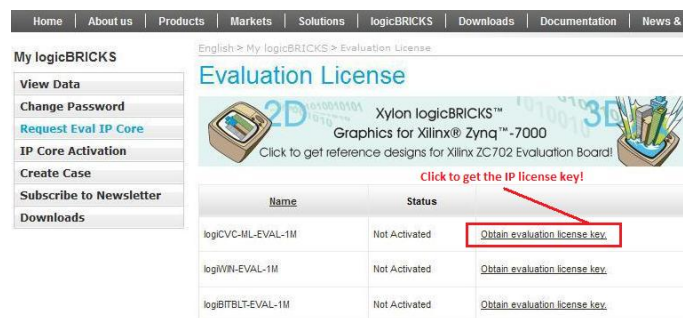 Home | About us | Products | Markets | Solutions | logicBRICKS | Downloads | Documentation | News &
My logicBRICKS
View Data
Change Password
Request Eval IP Core
IP Core Activation
Create Case
Subscribe to Newsletter
Downloads
English > My logicBRICKS > Evaluation License
Evaluation License
2D
3D
Xylon logicBRICKS™
Graphics for Xilinx® Zynq™-7000
Click to get reference designs for Xilinx ZC702 Evaluation Board!
Click to get the IP license key!
Name Status
logiCVC-ML-EVAL-1M Not Activated Obtain evaluation license key.
logiWIN-EVAL-1M Not Activated Obtain evaluation license key.
logiBITBLT-EVAL-1M Not Activated Obtain evaluation license key.